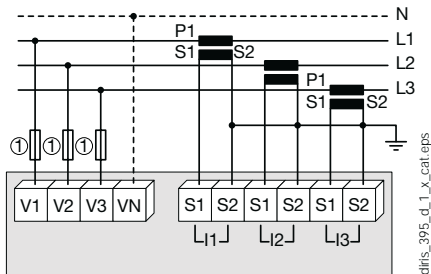 N
P1 L1
S1 S2
L2
P1
L3
S1 S2
① ① ①
V1 V2 V3 VN S1 S2 S1 S2 S1 S2
I1 I2 I3
diris_395_d_1_x_cat.eps